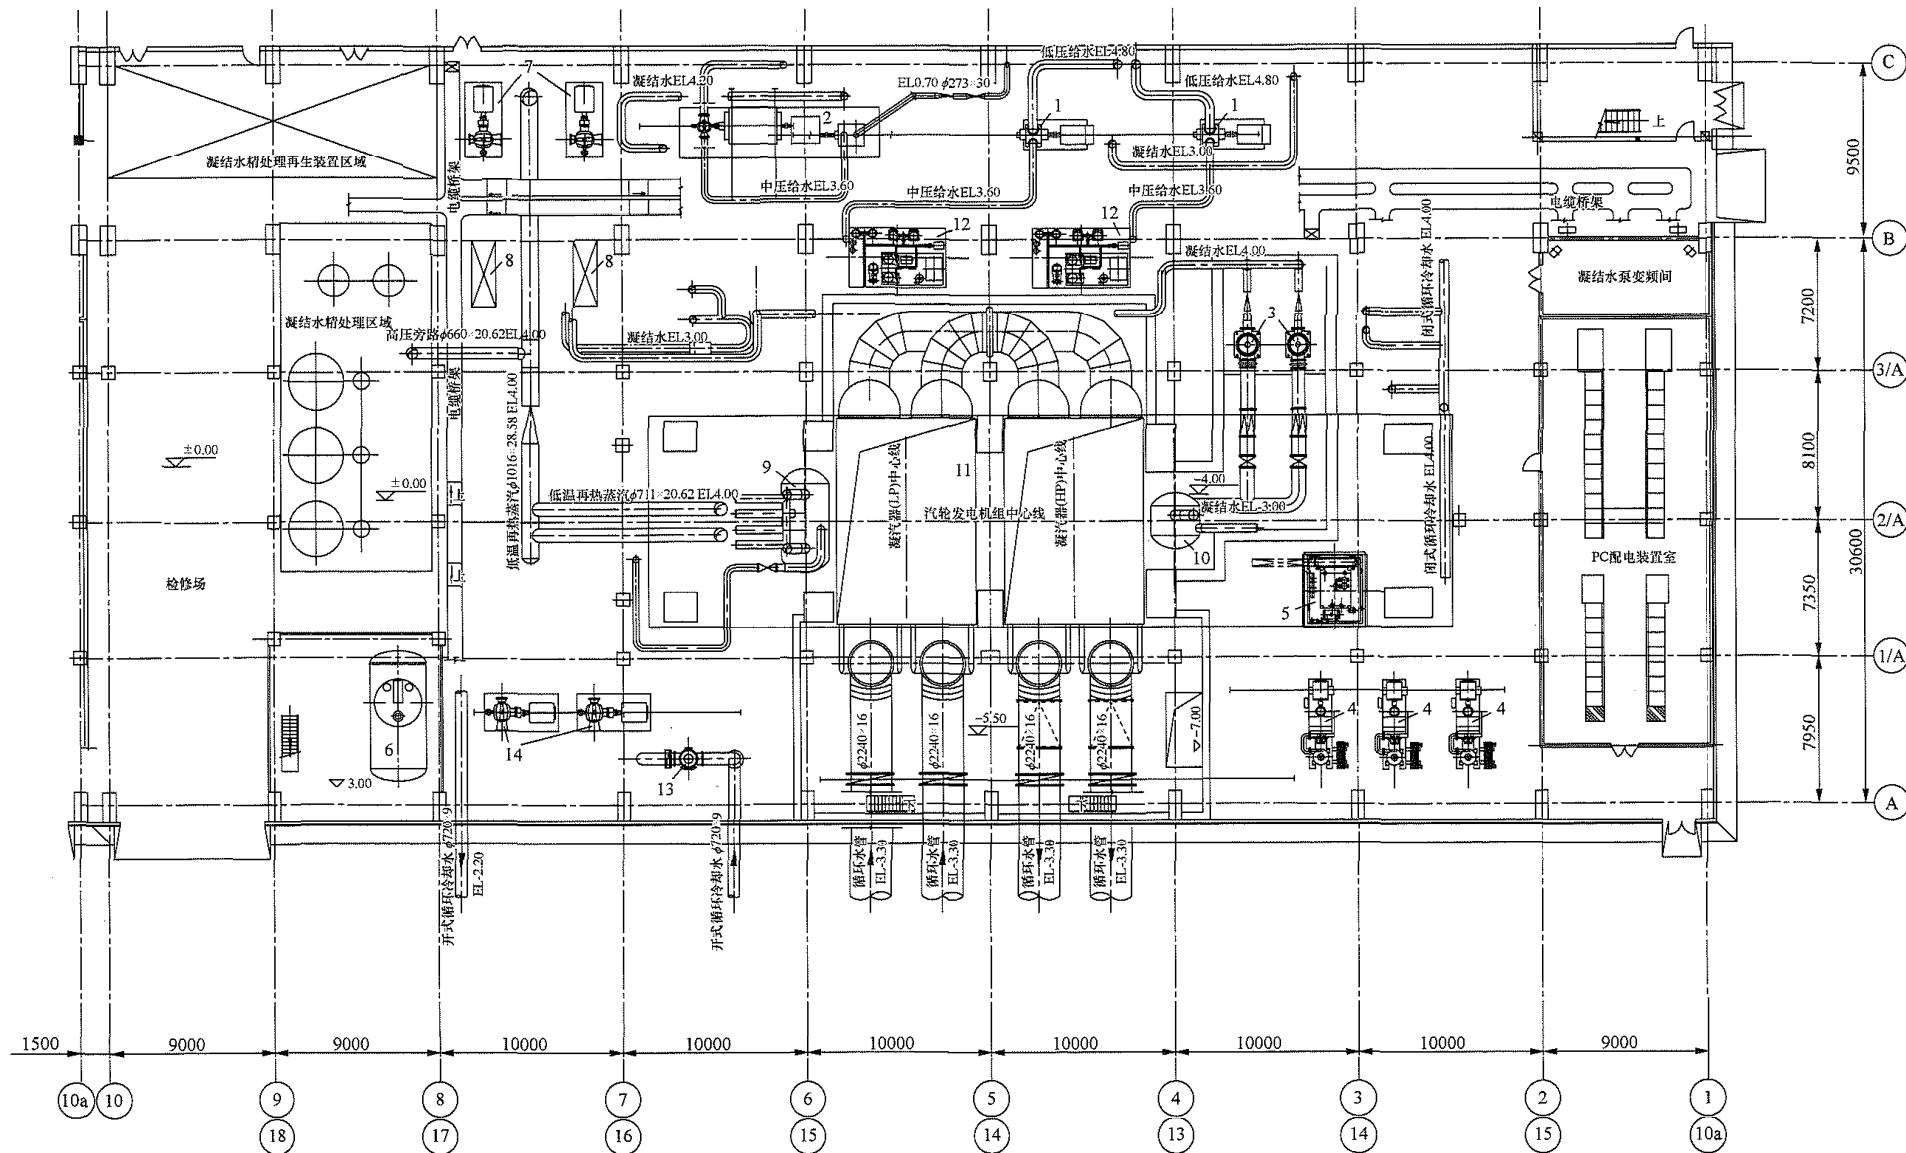 低压给水EL4.80
凝结水EL4.20
EL0.70 φ273×30
低压给水EL4.80
C
7
2
1
1
上
凝结水精处理再生装置区域
凝结水EL3.00
9500
电缆桥架
中压给水EL3.60
中压给水EL3.60
中压给水EL3.60
电缆桥架
12
12
B
8
8
凝结水EL4.00
闭式循环冷却水 EL4.00
凝结水泵变频间
凝结水精处理区域
高压旁路φ660×20.62EL4.00
凝结水EL3.00
3
7200
3/A
电缆桥架
低温再热蒸汽φ1016×28.58 EL4.00
±0.00
±0.00
上
9
低温再热蒸汽φ711×20.62 EL4.00
凝汽器(LP)中心线
11
凝汽器(HP)中心线
-4.00
凝结水EL-3.00
闭式循环冷却水 EL4.00
8100
汽轮发电机组中心线
2/A
10
PC配电装置室
30600
检修场
上
5
7350
1/A
6
3.00
14
13
φ2240×16
φ2240×16
-5.50
φ2240×16
φ2240×16
-7.00
4
4
4
7950
下
下
A
开式循环冷却水 φ720×9
EL-2.20
开式循环冷却水 φ720×9
循环水管
EL-3.30
循环水管
EL-3.30
循环水管
EL-3.30
循环水管
EL-3.30
1500 9000 9000 10000 10000 10000 10000 10000 10000 9000
10a 10 9 8 7 6 5 4 3 2 1
18 17 16 15 14 13 14 15 10a